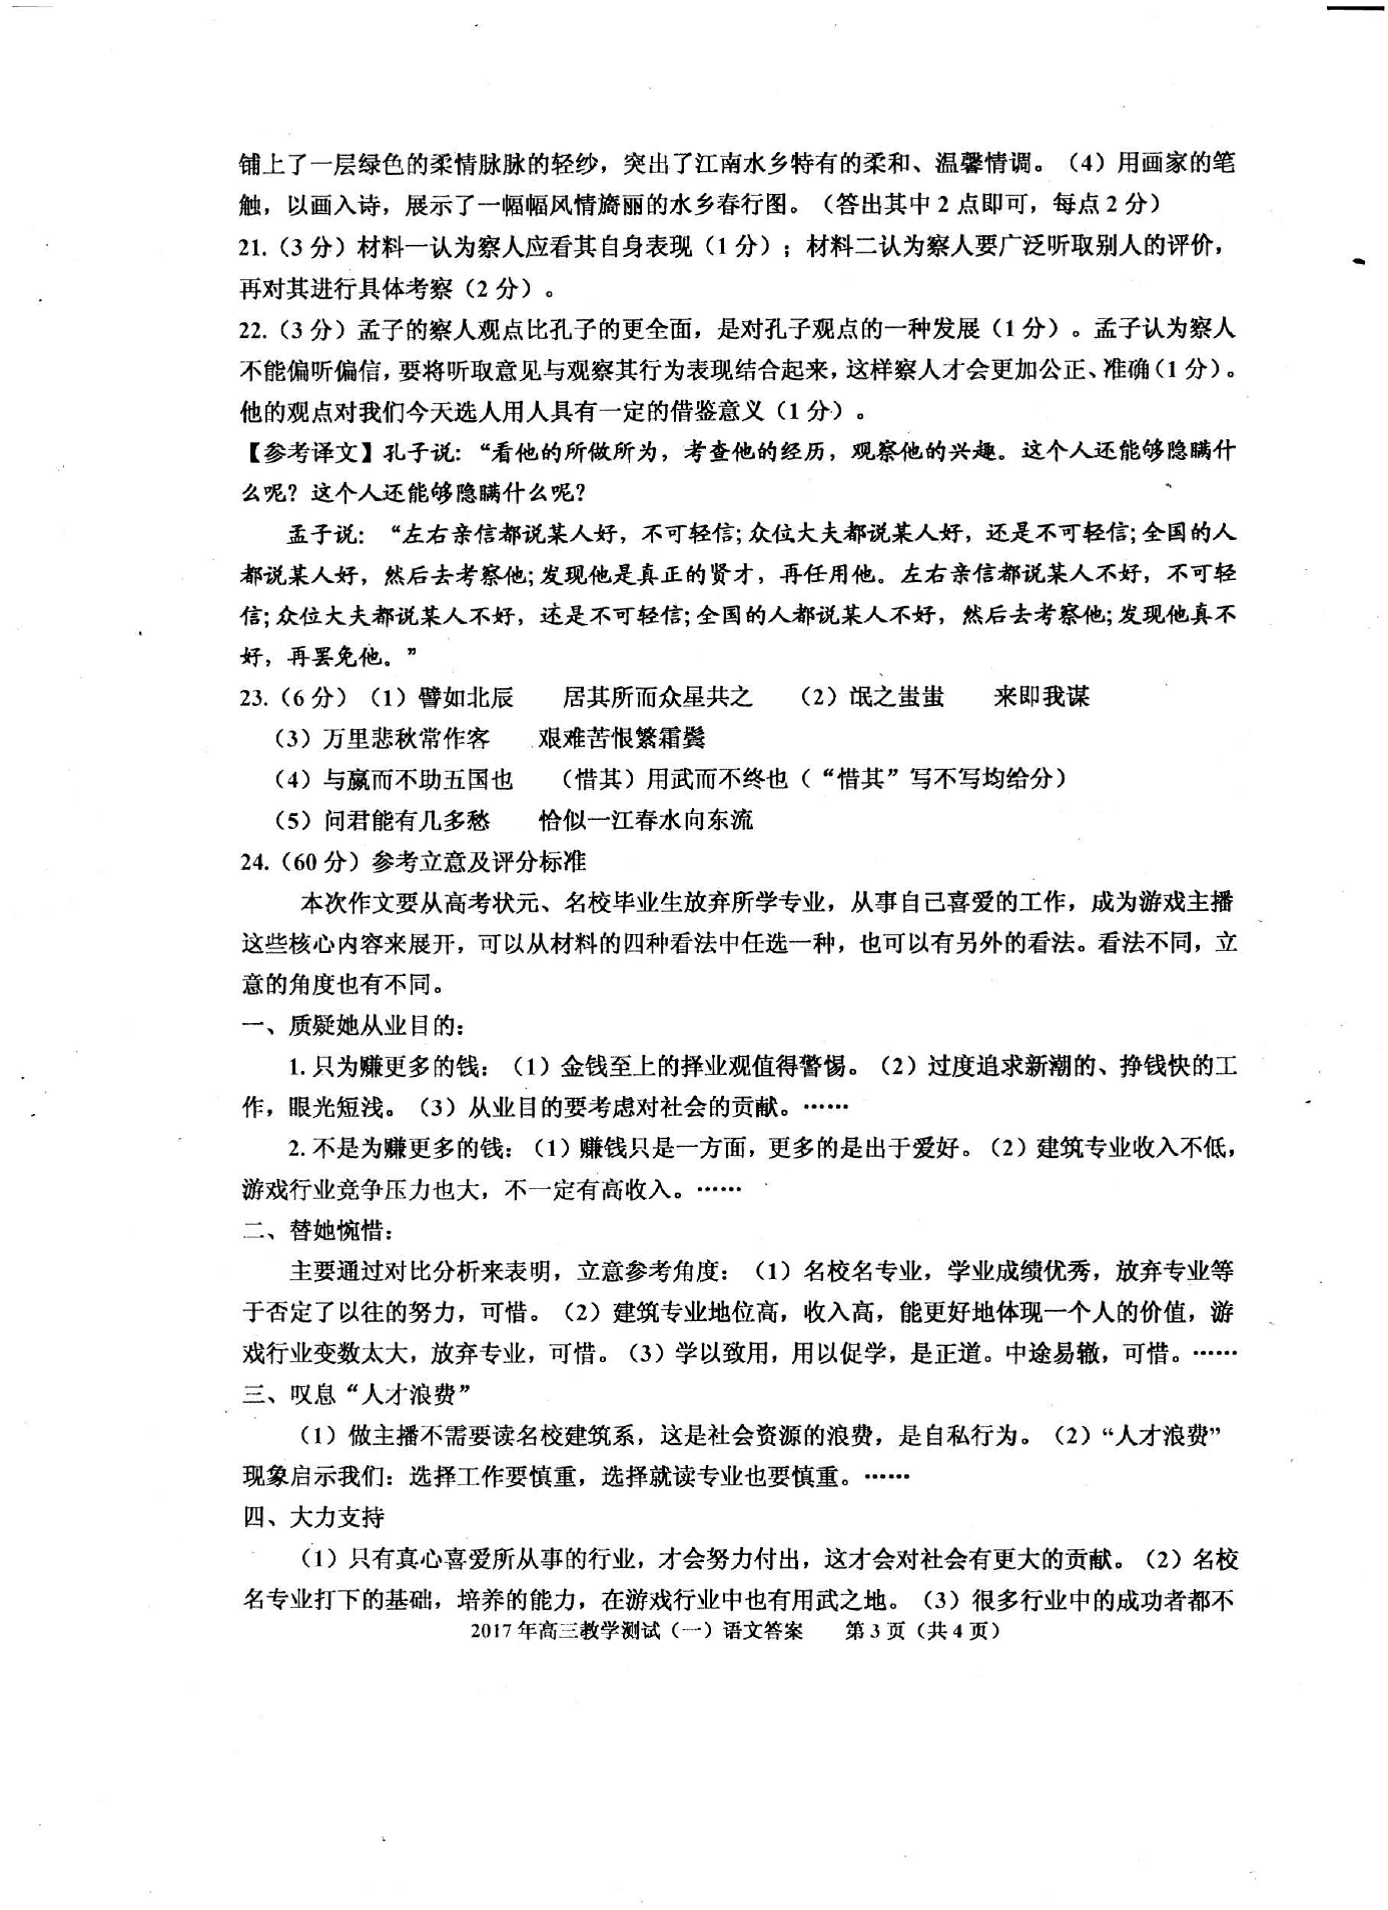 铺上了一层绿色的柔情脉脉的轻纱，突出了江南水乡特有的柔和、温馨情调。（4）用画家的笔
触，以画入诗，展示了一幅幅风情旖丽的水乡春行图。（答出其中 2 点即可，每点 2 分）
21.（3 分）材料一认为察人应看其自身表现（1 分）；材料二认为察人要广泛听取别人的评价，
再对其进行具体考察（2 分）。
22.（3 分）孟子的察人观点比孔子的更全面，是对孔子观点的一种发展（1 分）。孟子认为察人
不能偏听偏信，要将听取意见与观察其行为表现结合起来，这样察人才会更加公正、准确（1 分）。
他的观点对我们今天选人用人具有一定的借鉴意义（1 分）。
【参考译文】孔子说：“看他的所做所为，考查他的经历，观察他的兴趣。这个人还能够隐瞒什
么呢？这个人还能够隐瞒什么呢？
孟子说：“左右亲信都说某人好，不可轻信；众位大夫都说某人好，还是不可轻信；全国的人
都说某人好，然后去考察他；发现他是真正的贤才，再任用他。左右亲信都说某人不好，不可轻
信；众位大夫都说某人不好，还是不可轻信；全国的人都说某人不好，然后去考察他；发现他真不
好，再罢免他。”
23.（6 分）（1）譬如北辰　居其所而众星共之　（2）氓之蚩蚩　来即我谋
（3）万里悲秋常作客　艰难苦恨繁霜鬓
（4）与嬴而不助五国也　（惜其）用武而不终也（“惜其”写不写均给分）
（5）问君能有几多愁　恰似一江春水向东流
24.（60 分）参考立意及评分标准
本次作文要从高考状元、名校毕业生放弃所学专业，从事自己喜爱的工作，成为游戏主播
这些核心内容来展开，可以从材料的四种看法中任选一种，也可以有另外的看法。看法不同，立
意的角度也有不同。
一、质疑她从业目的：
1. 只为赚更多的钱：（1）金钱至上的择业观值得警惕。（2）过度追求新潮的、挣钱快的工
作，眼光短浅。（3）从业目的要考虑对社会的贡献。……
2. 不是为赚更多的钱：（1）赚钱只是一方面，更多的是出于爱好。（2）建筑专业收入不低，
游戏行业竞争压力也大，不一定有高收入。……
二、替她惋惜：
主要通过对比分析来表明，立意参考角度：（1）名校名专业，学业成绩优秀，放弃专业等
于否定了以往的努力，可惜。（2）建筑专业地位高，收入高，能更好地体现一个人的价值，游
戏行业变数太大，放弃专业，可惜。（3）学以致用，用以促学，是正道。中途易辙，可惜。……
三、叹息“人才浪费”
（1）做主播不需要读名校建筑系，这是社会资源的浪费，是自私行为。（2）“人才浪费”
现象启示我们：选择工作要慎重，选择就读专业也要慎重。……
四、大力支持
（1）只有真心喜爱所从事的行业，才会努力付出，这才会对社会有更大的贡献。（2）名校
名专业打下的基础，培养的能力，在游戏行业中也有用武之地。（3）很多行业中的成功者都不
2017 年高三教学测试（一）语文答案　第 3 页（共 4 页）